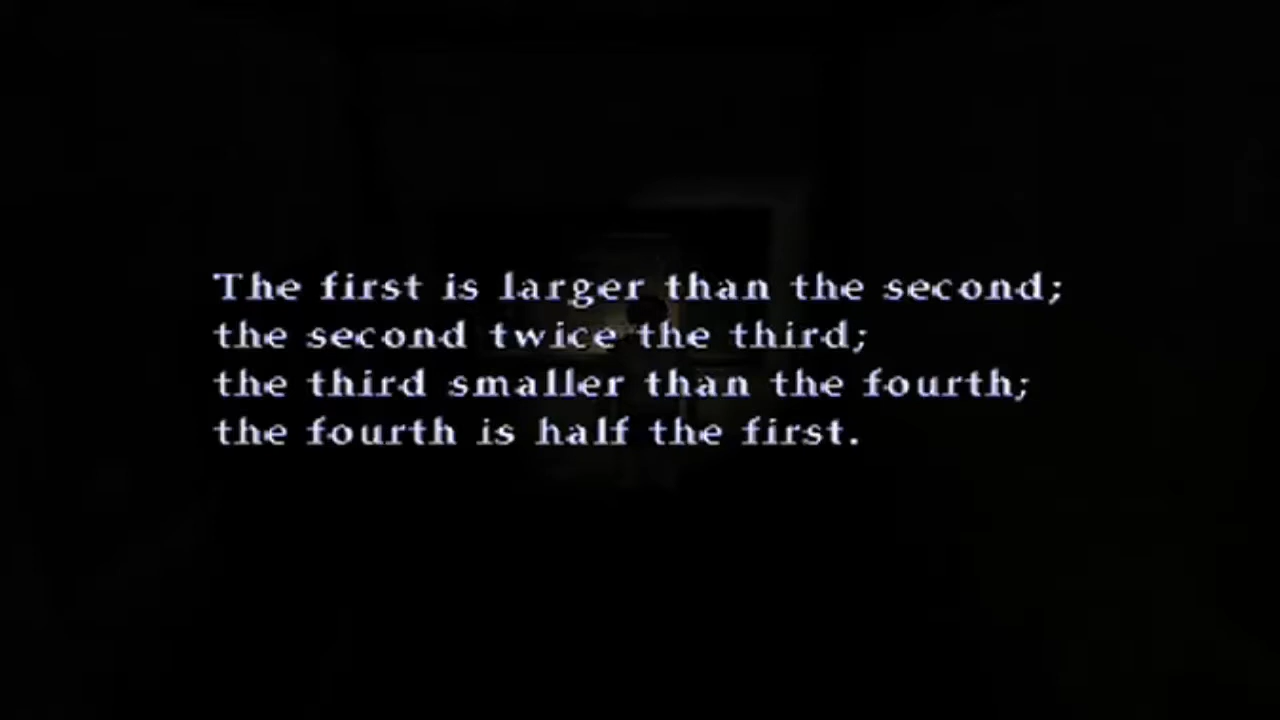 The first is larger than the second;
the second twice the third;
the third smaller than the fourth;
the fourth is half the first.